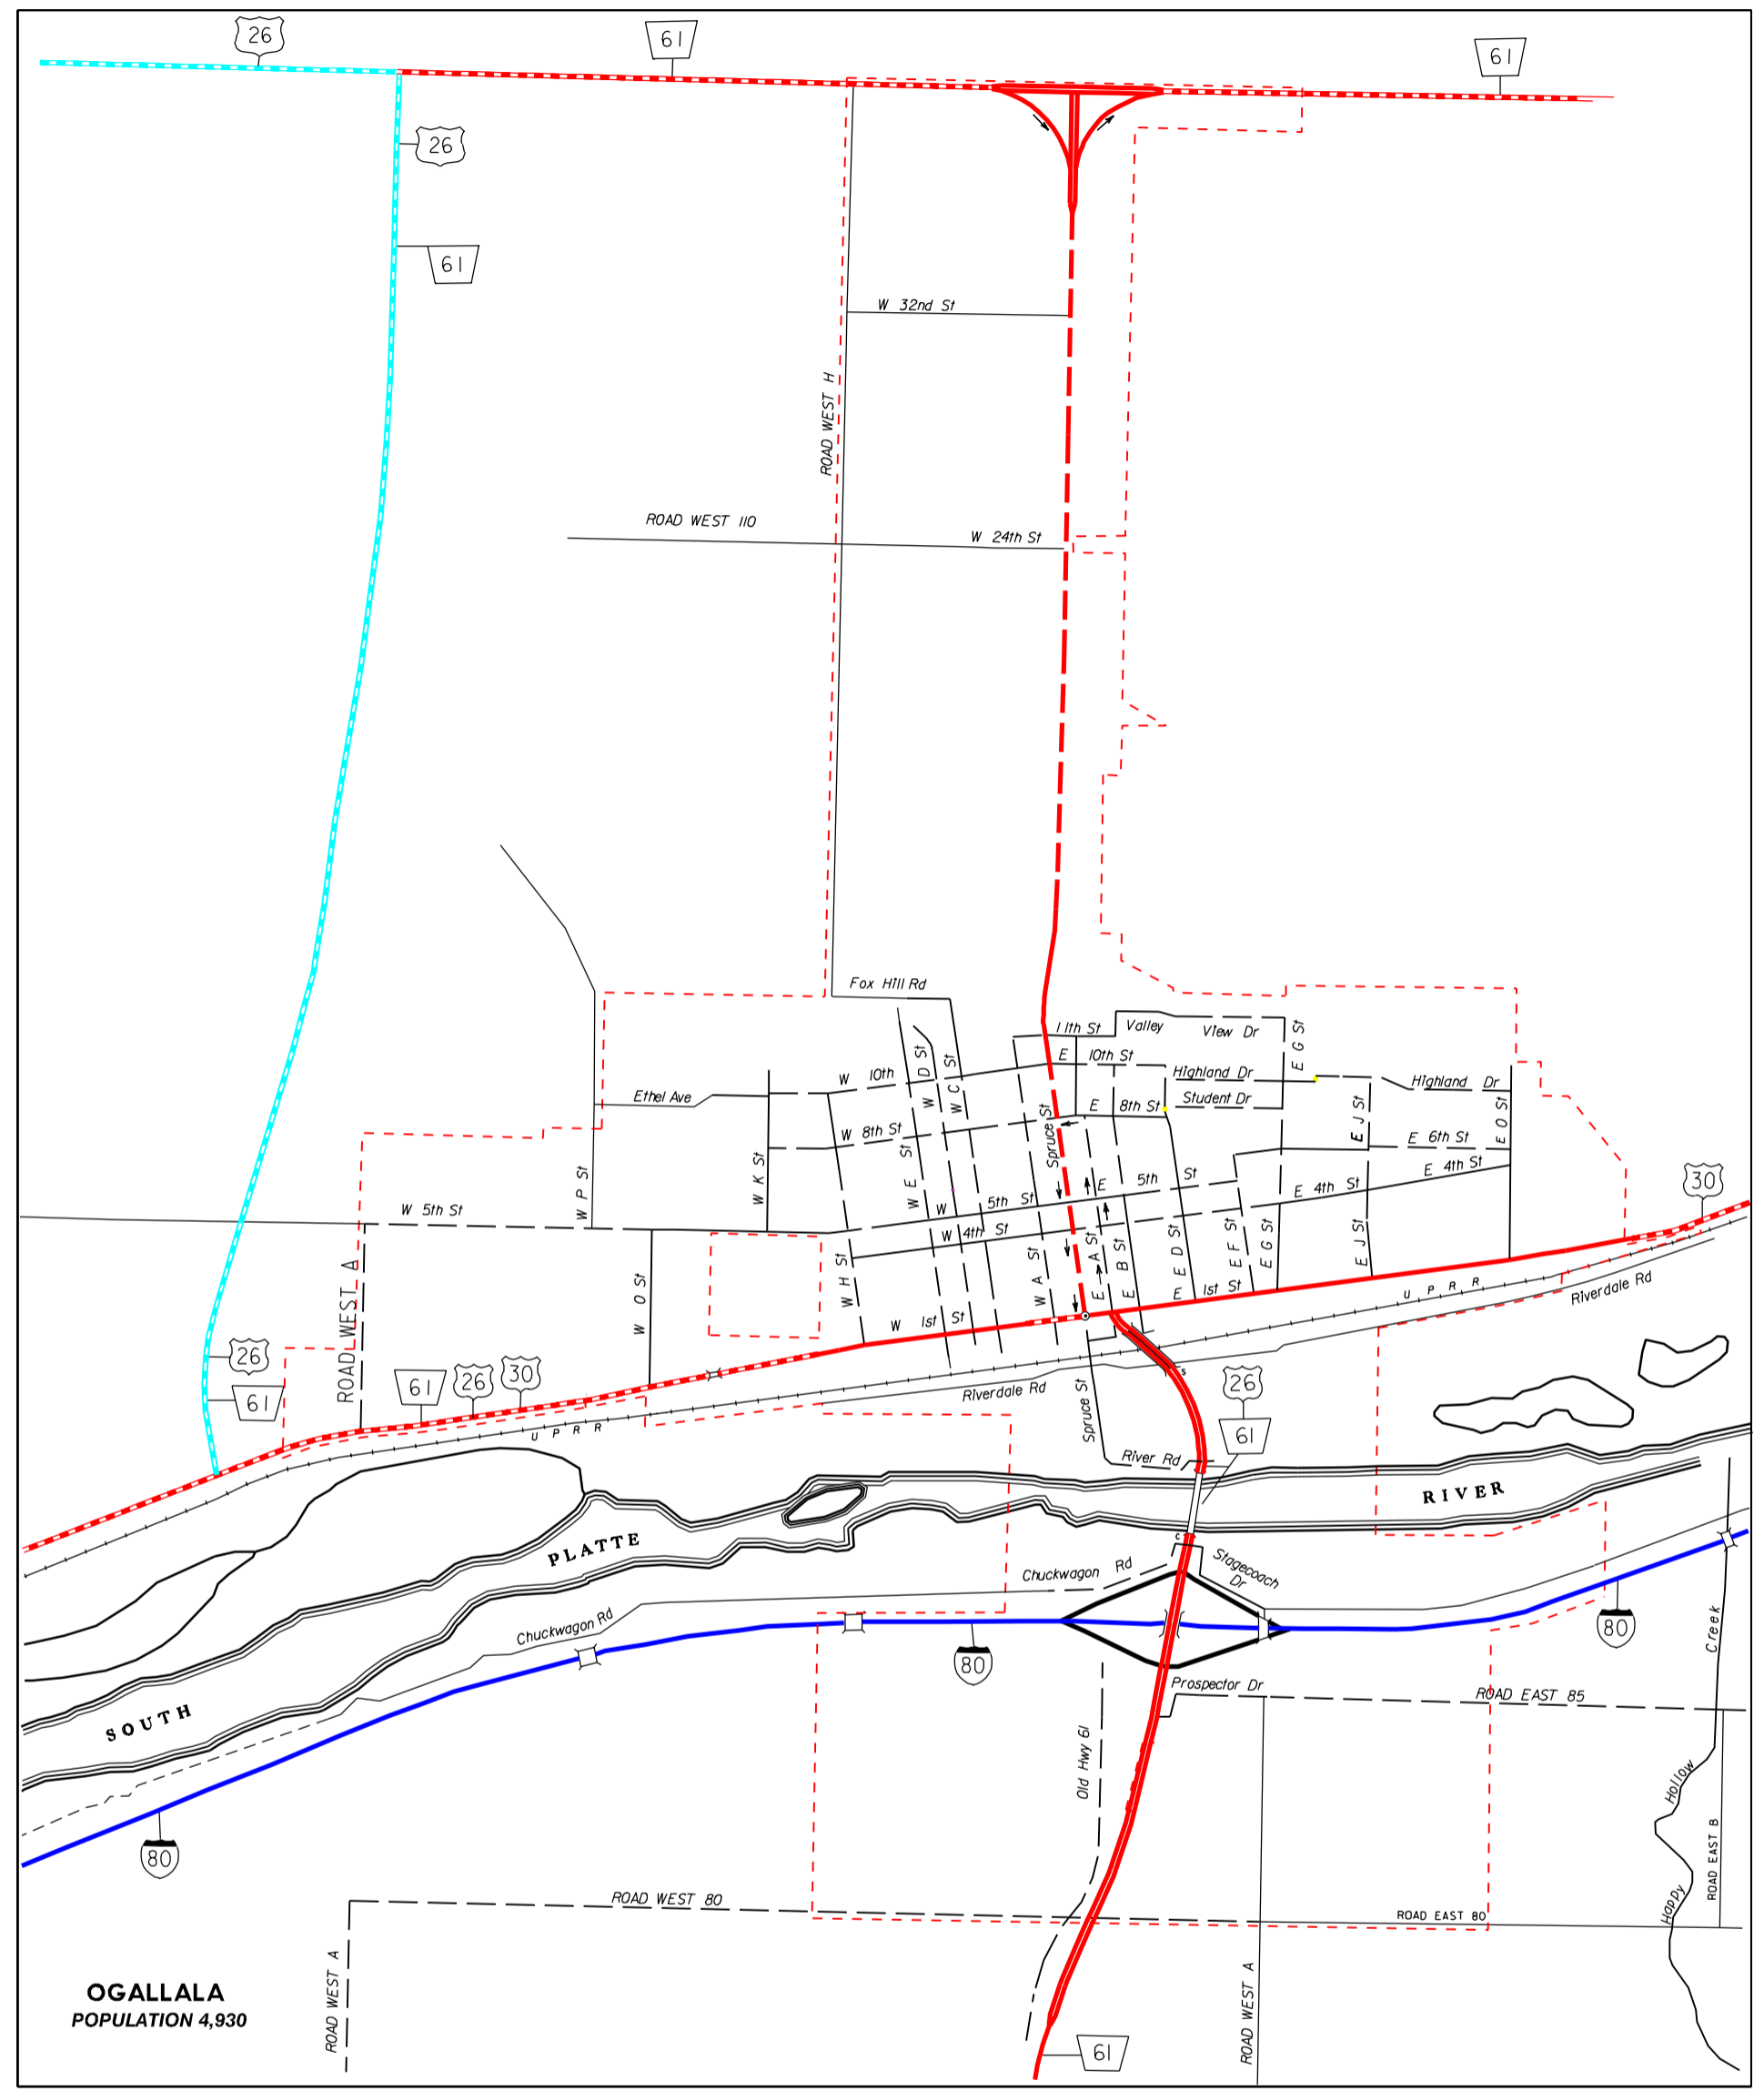 26
61
61
26
61
W 32nd St
ROAD WEST H
ROAD WEST 110
W 24th St
Fox Hill Rd
11th St
Valley
View Dr
E G St
E 10th St
W 10th
W D St
W C St
Highland Dr
Highland Dr
Ethel Ave
Student Dr
E 8th St
W 8th St
Spruce St
E J St
E O St
E 6th St
E 4th St
W E St
W K St
W P St
E 5th St
W 5th St
E 4th St
W 5th St
W 4th St
30
ROAD WEST A
W O St
W H St
W A St
E A St
E B St
E D St
E F St
E G St
E J St
E 1st St
W 1st St
U P R R
Riverdale Rd
26
61
61
26
30
Riverdale Rd
S
26
61
U P R R
Spruce St
River Rd
RIVER
PLATTE
C
Chuckwagon Rd
Stagecoach
Dr
Chuckwagon Rd
80
80
Creek
SOUTH
Prospector Dr
ROAD EAST 85
Old Hwy 61
Hollow
80
ROAD EAST B
ROAD WEST 80
ROAD EAST 80
Happy
ROAD WEST A
ROAD WEST A
OGALLALA
POPULATION 4,930
61